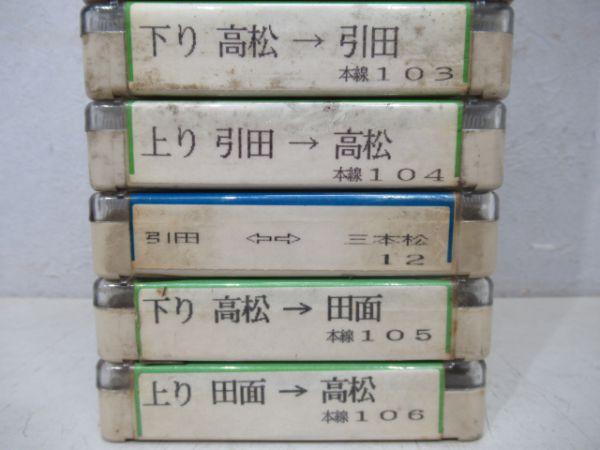 下り 高松 → 引田
本線103
上り 引田 → 高松
本線104
引田 ⇔ 三本松
12
下り 高松 → 田面
本線105
上り 田面 → 高松
本線106